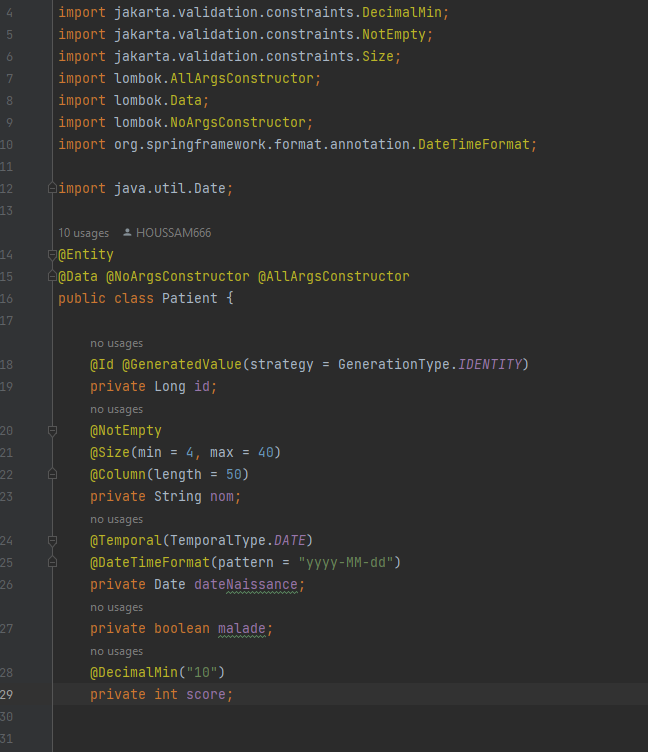 4 import jakarta.validation.constraints.DecimalMin;
5 import jakarta.validation.constraints.NotEmpty;
6 import jakarta.validation.constraints.Size;
7 import lombok.AllArgsConstructor;
8 import lombok.Data;
9 import lombok.NoArgsConstructor;
10 import org.springframework.format.annotation.DateTimeFormat;
11
12 import java.util.Date;
13
10 usages HOUSSAM666
14 @Entity
15 @Data @NoArgsConstructor @AllArgsConstructor
16 public class Patient {
17
no usages
18 @Id @GeneratedValue(strategy = GenerationType.IDENTITY)
19 private Long id;
no usages
20 @NotEmpty
21 @Size(min = 4, max = 40)
22 @Column(length = 50)
23 private String nom;
no usages
24 @Temporal(TemporalType.DATE)
25 @DateTimeFormat(pattern = "yyyy-MM-dd")
26 private Date dateNaissance;
no usages
27 private boolean malade;
no usages
28 @DecimalMin("10")
29 private int score;
30
31